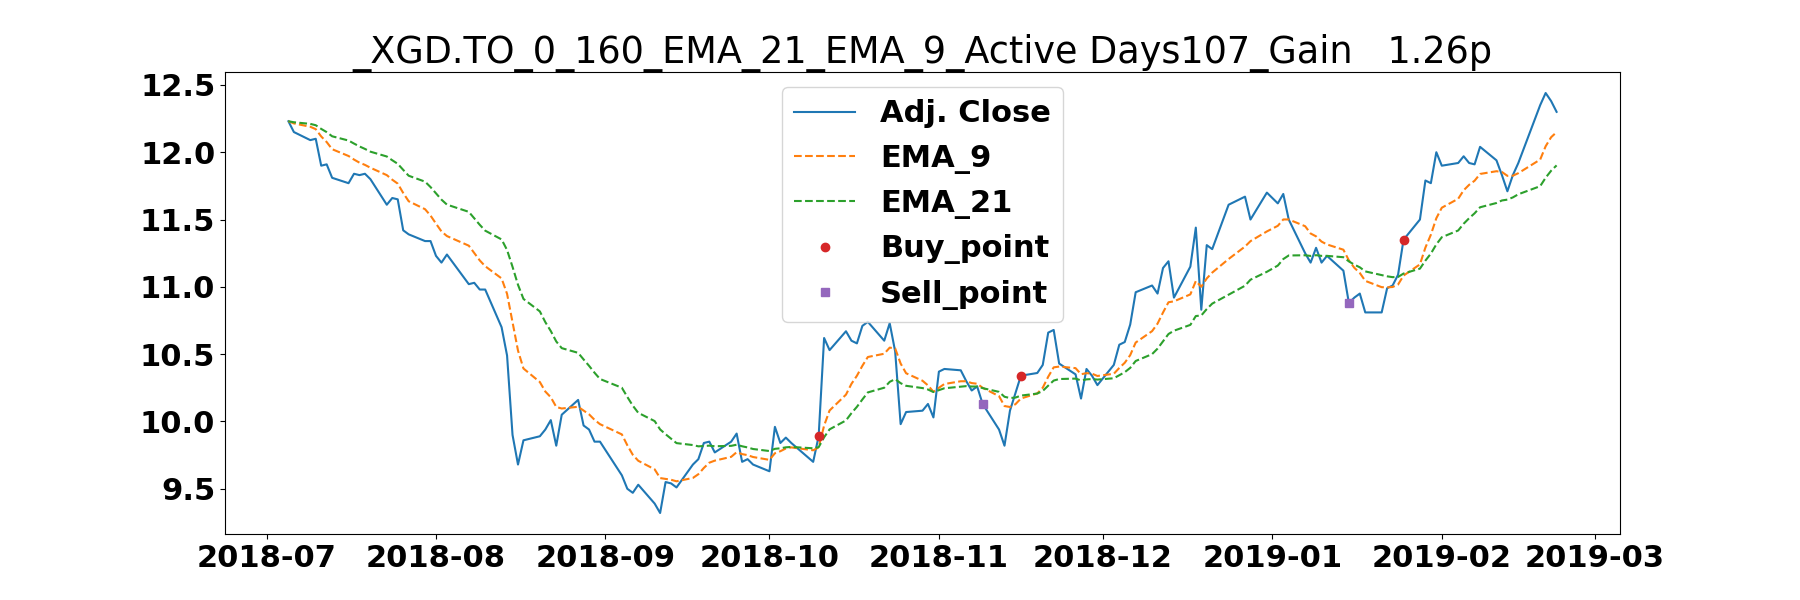 _XGD.TO_0_160_EMA_21_EMA_9_Active Days107_Gain   1.26p
12.5
12.0
11.5
11.0
10.5
10.0
9.5
Adj. Close
EMA_9
EMA_21
Buy_point
Sell_point
2018-07 2018-08 2018-09 2018-10 2018-11 2018-12 2019-01 2019-02 2019-03